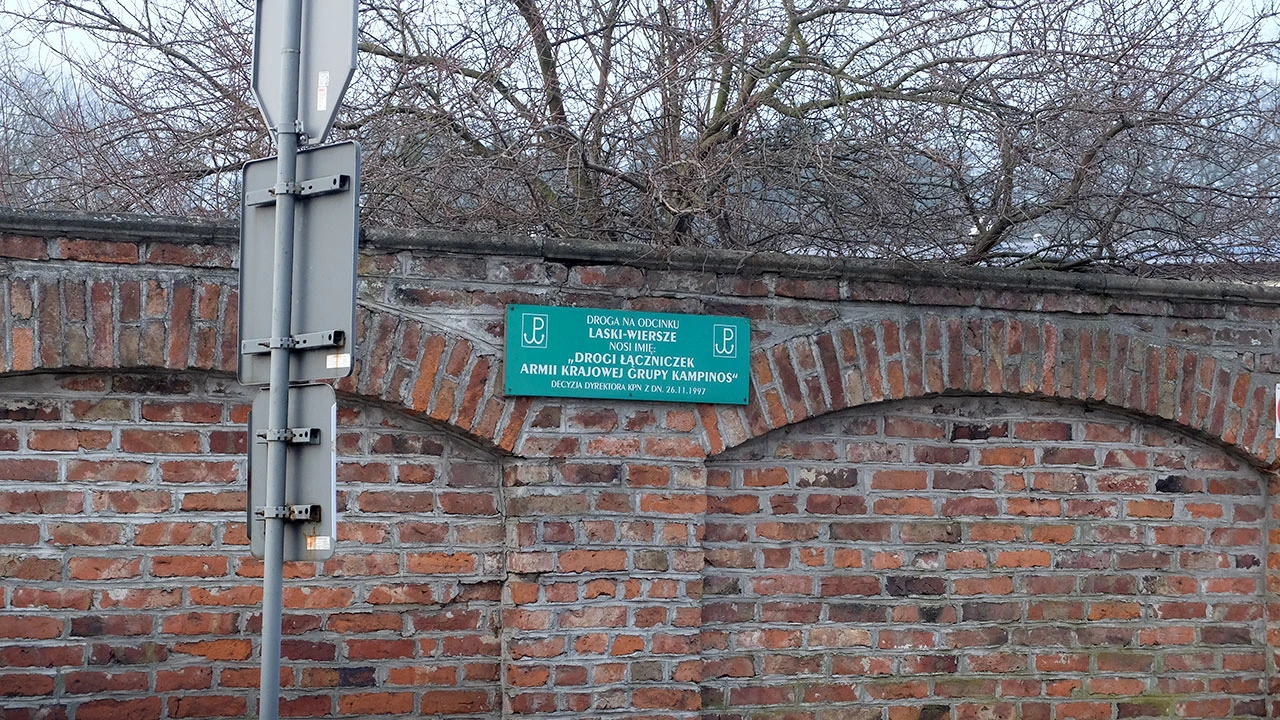 DROGA NA ODCINKU
LASKI-WIERSZE
NOSI IMIĘ:
„DROGI ŁĄCZNICZEK
ARMII KRAJOWEJ GRUPY KAMPINOS“
DECYZJA DYREKTORA KPN Z DN. 26.11.1997